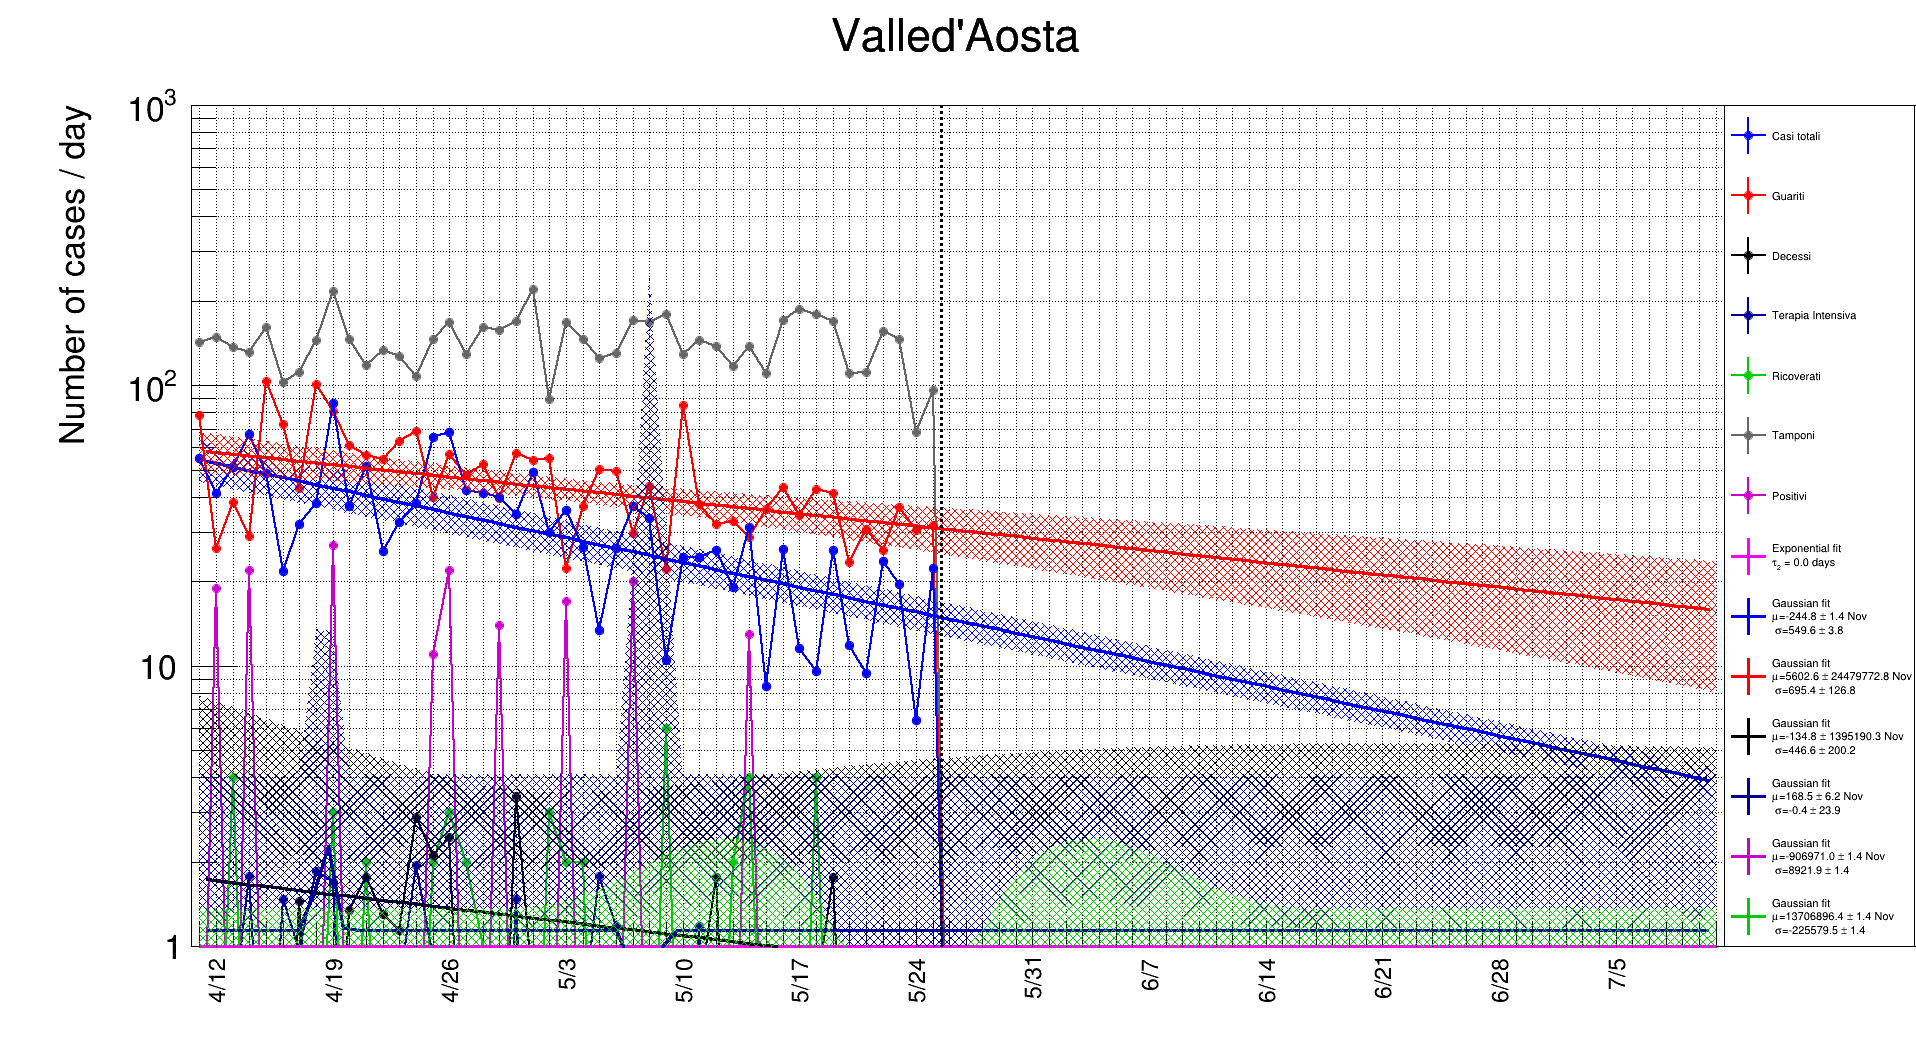 Valled'Aosta
Number of cases / day
10³
10²
10
1
4/12
4/19
4/26
5/3
5/10
5/17
5/24
5/31
6/7
6/14
6/21
6/28
7/5
Casi totali
Guariti
Decessi
Terapia Intensiva
Ricoverati
Tamponi
Positivi
Exponential fit
τ₂ = 0.0 days
Gaussian fit
μ=-244.8 ± 1.4 Nov
σ=549.6 ± 3.8
Gaussian fit
μ=5602.6 ± 24479772.8 Nov
σ=695.4 ± 126.8
Gaussian fit
μ=-134.8 ± 1395190.3 Nov
σ=446.6 ± 200.2
Gaussian fit
μ=168.5 ± 6.2 Nov
σ=-0.4 ± 23.9
Gaussian fit
μ=-906971.0 ± 1.4 Nov
σ=8921.9 ± 1.4
Gaussian fit
μ=13706896.4 ± 1.4 Nov
σ=-225579.5 ± 1.4